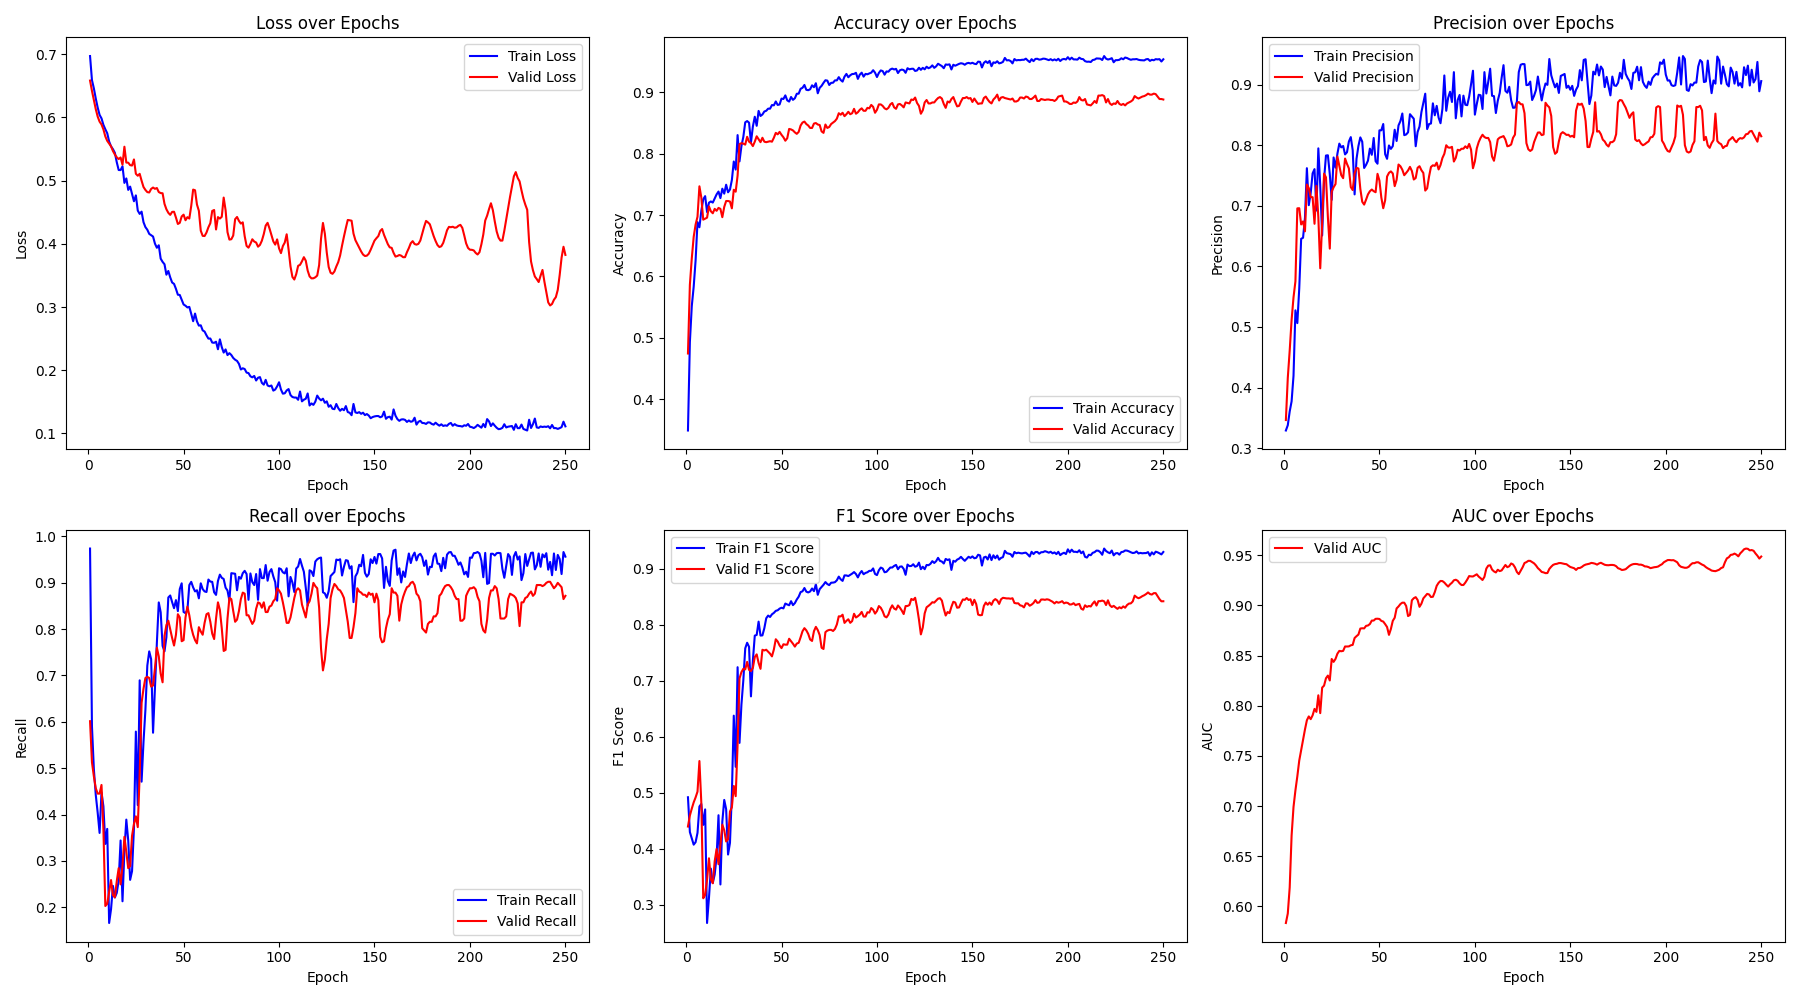 Loss over Epochs
Train Loss
Valid Loss
0.7
0.6
0.5
0.4
0.3
0.2
0.1
Loss
0 50 100 150 200 250
Epoch
Accuracy over Epochs
Train Accuracy
Valid Accuracy
0.9
0.8
0.7
0.6
0.5
0.4
Accuracy
0 50 100 150 200 250
Epoch
Precision over Epochs
Train Precision
Valid Precision
0.9
0.8
0.7
0.6
0.5
0.4
0.3
Precision
0 50 100 150 200 250
Epoch
Recall over Epochs
Train Recall
Valid Recall
1.0
0.9
0.8
0.7
0.6
0.5
0.4
0.3
0.2
Recall
0 50 100 150 200 250
Epoch
F1 Score over Epochs
Train F1 Score
Valid F1 Score
0.9
0.8
0.7
0.6
0.5
0.4
0.3
F1 Score
0 50 100 150 200 250
Epoch
AUC over Epochs
Valid AUC
0.95
0.90
0.85
0.80
0.75
0.70
0.65
0.60
AUC
0 50 100 150 200 250
Epoch